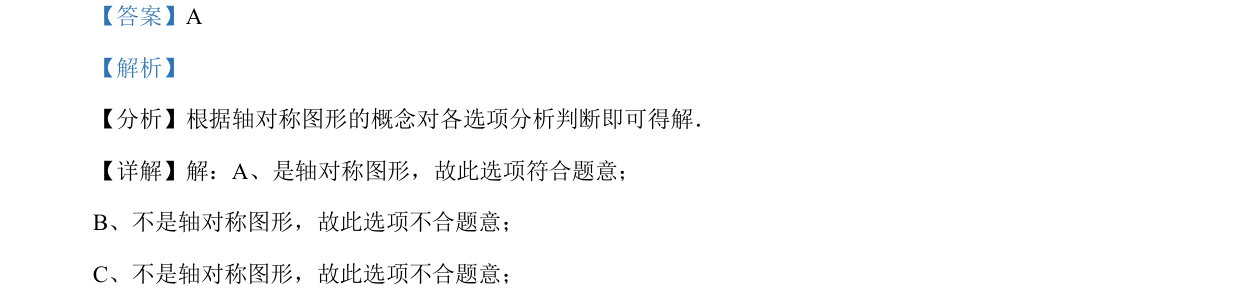 【答案】A
【解析】
【分析】根据轴对称图形的概念对各选项分析判断即可得解．
【详解】解：A、是轴对称图形，故此选项符合题意；
B、不是轴对称图形，故此选项不合题意；
C、不是轴对称图形，故此选项不合题意；